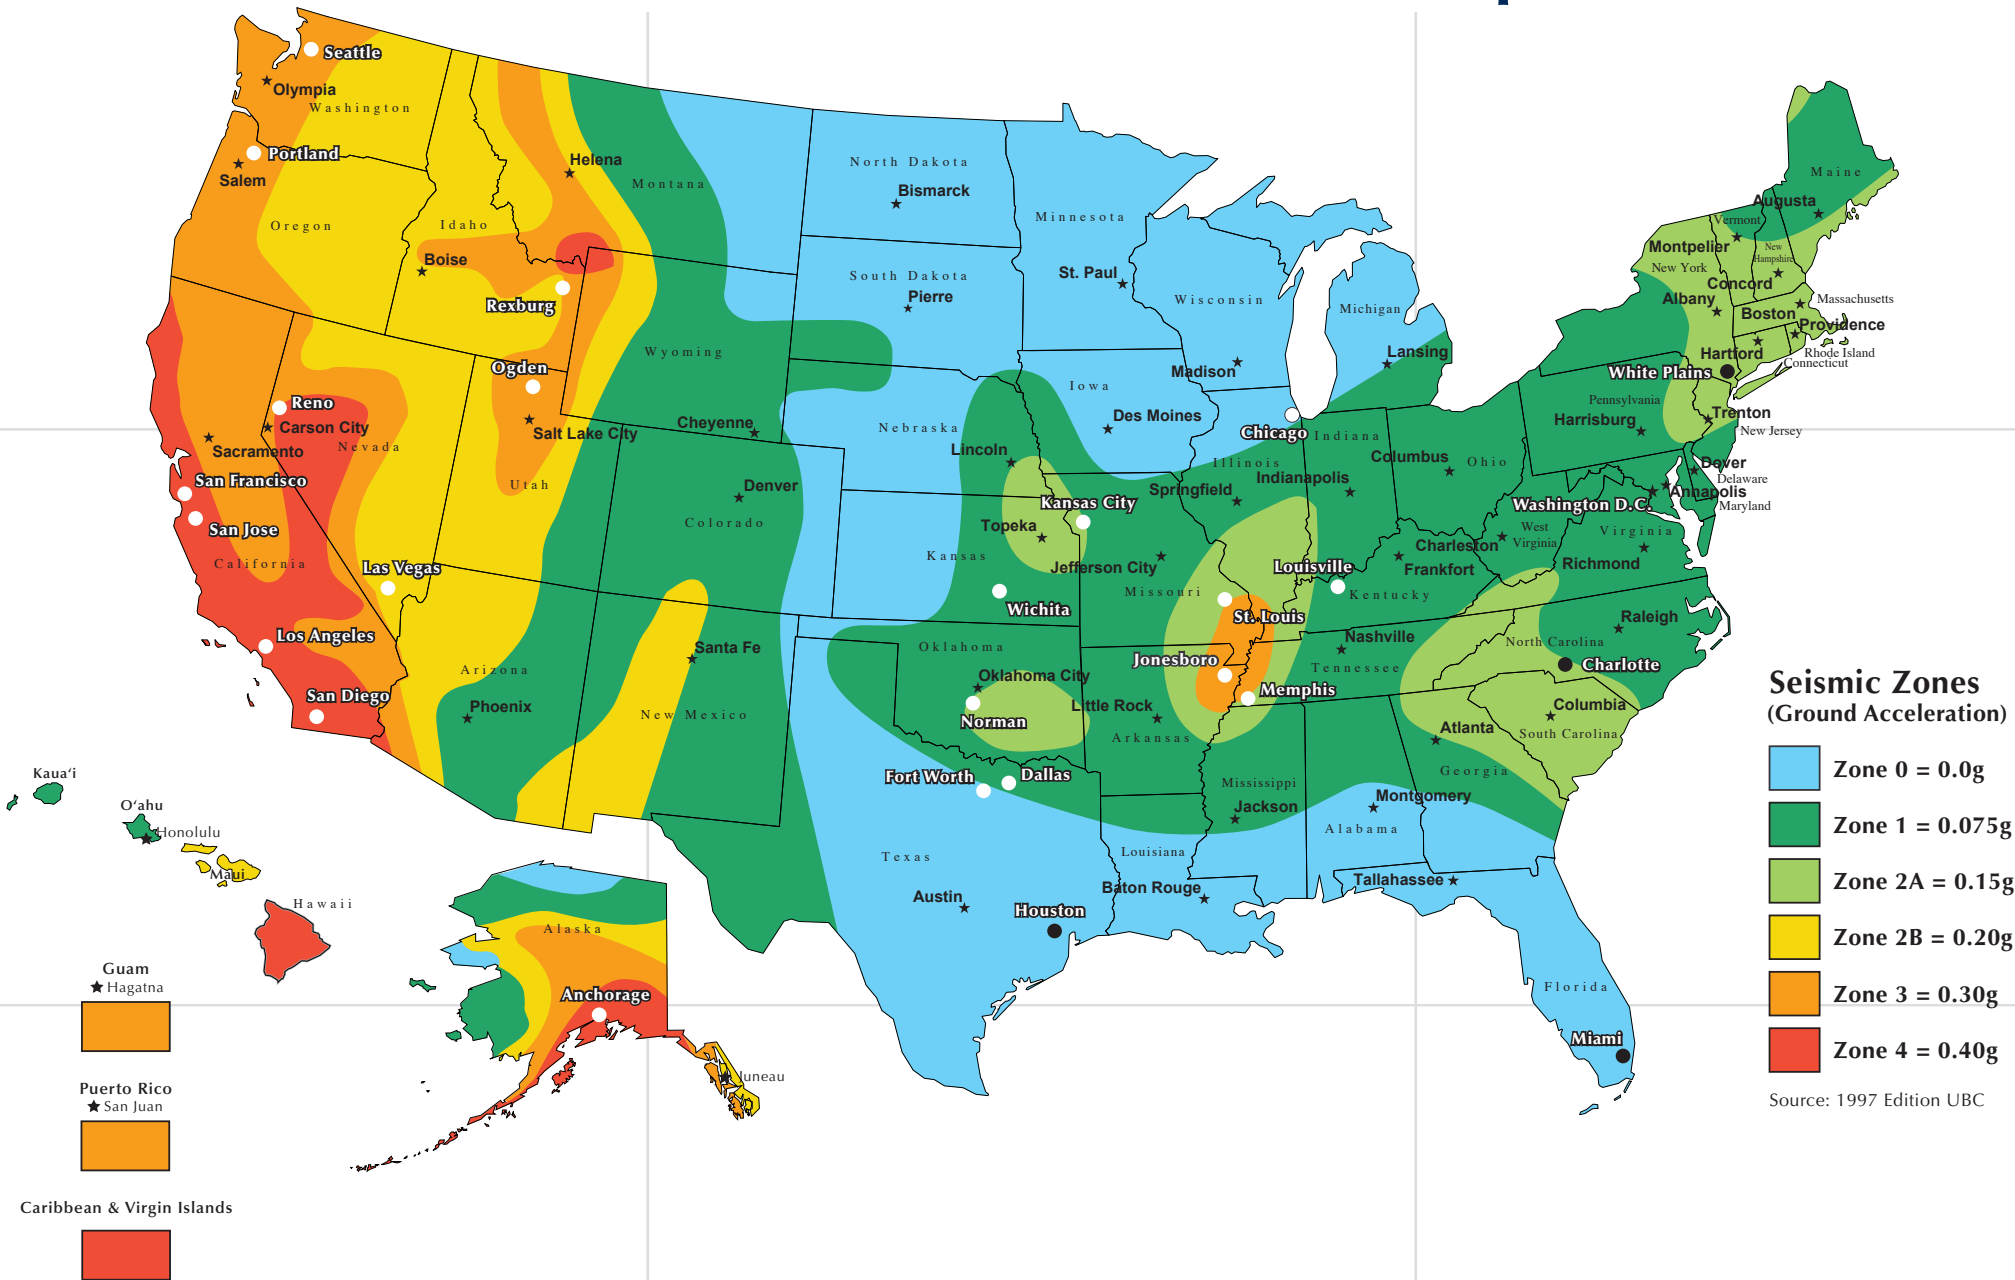 Seattle
Olympia
Washington
Portland
Salem
Oregon
Idaho
Boise
Rexburg
Helena
Montana
North Dakota
Bismarck
Minnesota
South Dakota
Pierre
St. Paul
Wisconsin
Madison
Michigan
Lansing
Maine
Augusta
Vermont
Montpelier
New
Hampshire
New York
Concord
Albany
Massachusetts
Boston
Providence
Hartford
Rhode Island
Connecticut
White Plains
Pennsylvania
Harrisburg
Trenton
New Jersey
Wyoming
Ogden
Salt Lake City
Cheyenne
Nebraska
Lincoln
Iowa
Des Moines
Chicago
Indiana
Illinois
Indianapolis
Springfield
Columbus
Ohio
Dover
Delaware
Annapolis
Maryland
Washington D.C.
West
Virginia
Virginia
Charleston
Richmond
Reno
Carson City
Sacramento
Nevada
Utah
San Francisco
San Jose
California
Las Vegas
Los Angeles
San Diego
Denver
Colorado
Kansas City
Topeka
Kansas
Wichita
Jefferson City
Missouri
St. Louis
Louisville
Frankfort
Kentucky
Raleigh
North Carolina
Charlotte
Nashville
Tennessee
Jonesboro
Memphis
Arizona
Phoenix
Santa Fe
New Mexico
Oklahoma
Oklahoma City
Norman
Little Rock
Arkansas
Columbia
South Carolina
Atlanta
Georgia
Fort Worth
Dallas
Mississippi
Jackson
Montgomery
Alabama
Texas
Austin
Houston
Louisiana
Baton Rouge
Tallahassee
Florida
Miami
Kaua‘i
O‘ahu
Honolulu
Maui
Hawaii
Alaska
Anchorage
Juneau
Guam
Hagatna
Puerto Rico
San Juan
Caribbean & Virgin Islands
Seismic Zones
(Ground Acceleration)
Zone 0 = 0.0g
Zone 1 = 0.075g
Zone 2A = 0.15g
Zone 2B = 0.20g
Zone 3 = 0.30g
Zone 4 = 0.40g
Source: 1997 Edition UBC